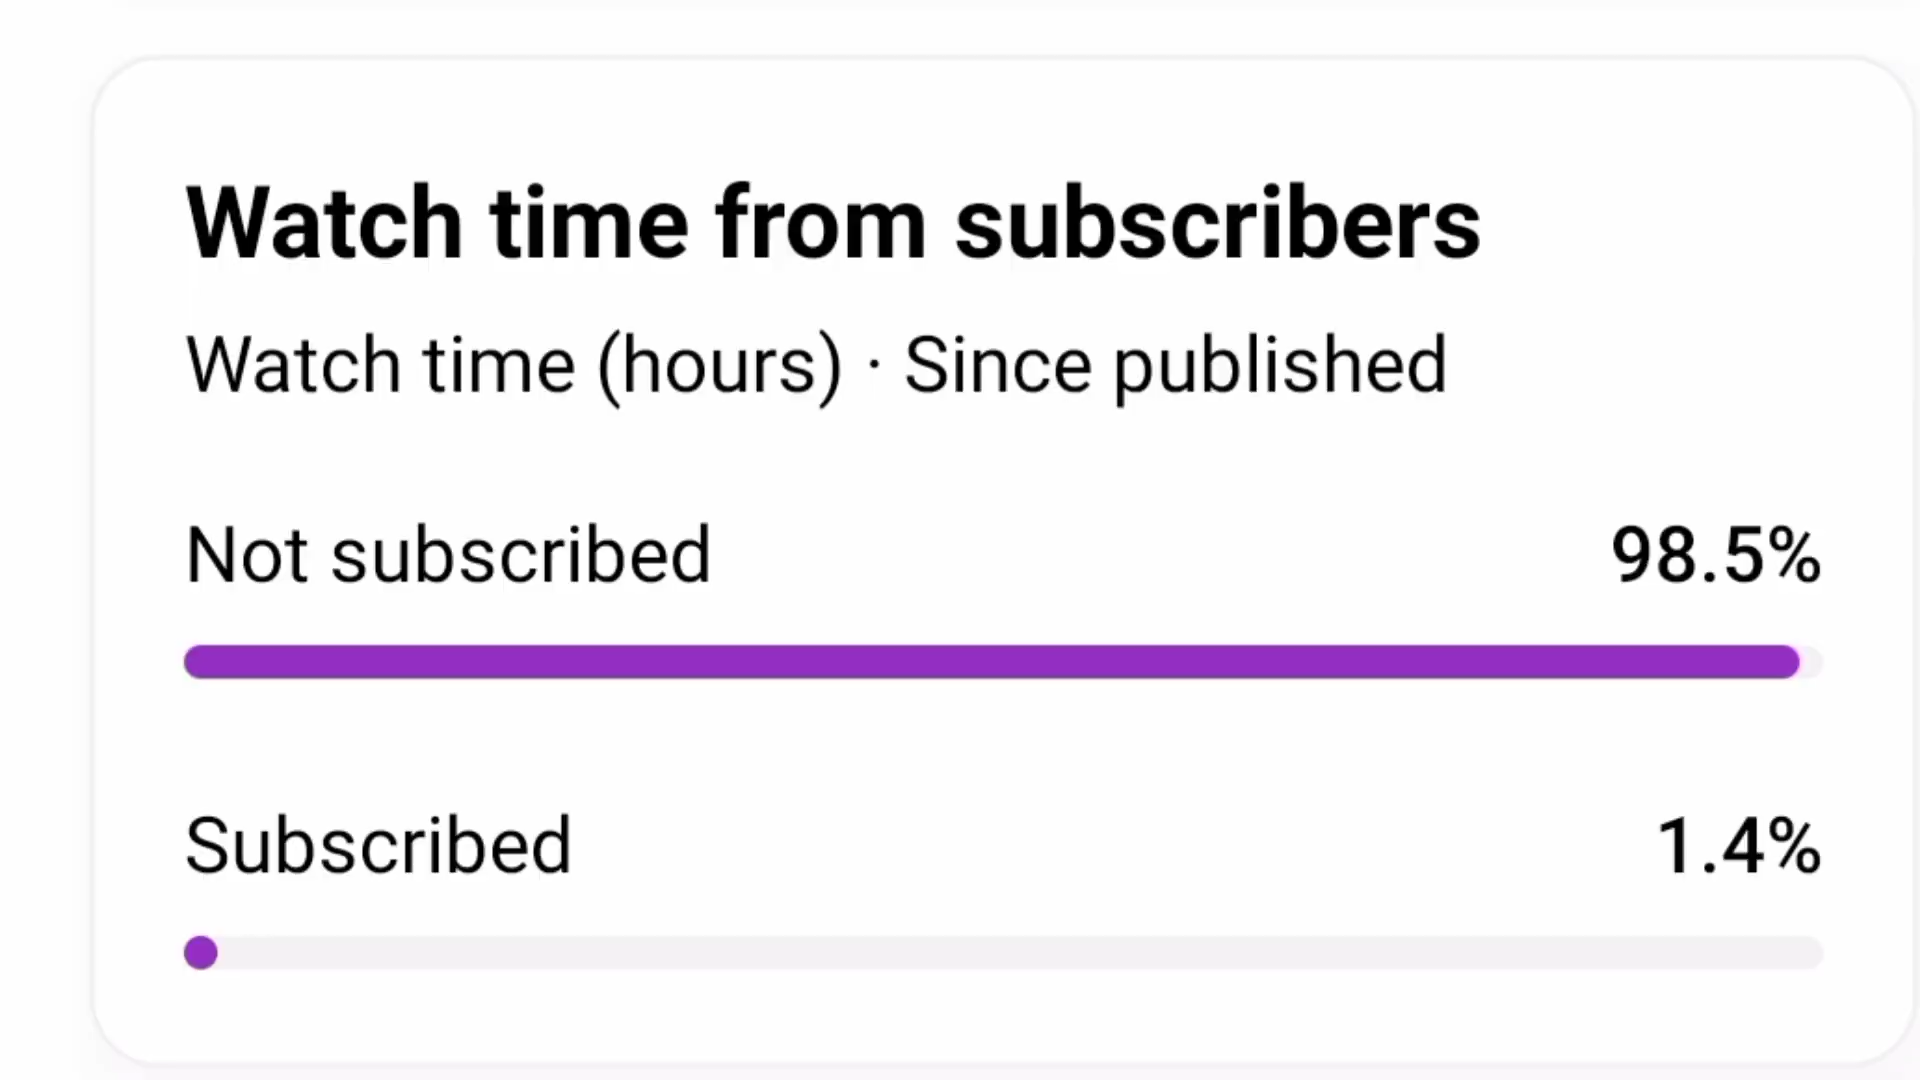 Watch time from subscribers
Watch time (hours) · Since published
Not subscribed 98.5%
Subscribed 1.4%